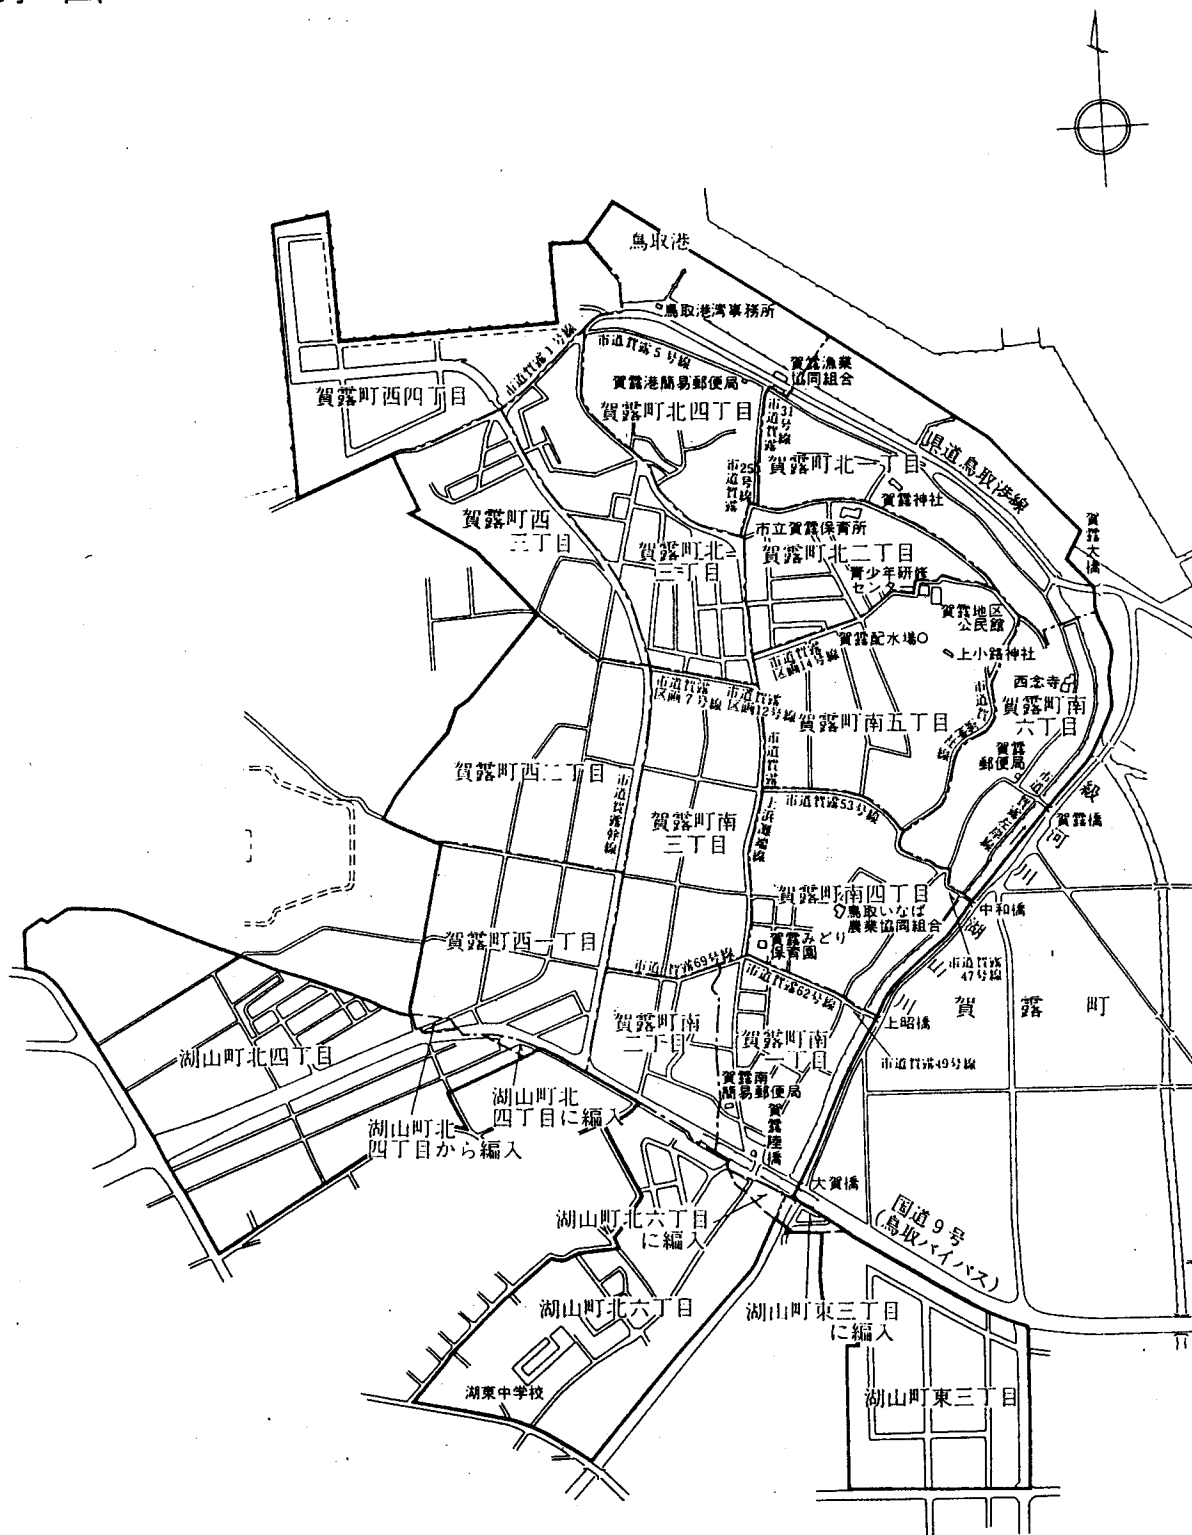 鳥取港
鳥取港湾事務所
市道賀露1号線
市道賀露5号線
賀露漁業
協同組合
賀露港簡易郵便局
賀露町西四丁目
賀露町北四丁目
市道賀露31号線
県道鳥取港線
賀露町北一丁目
市道賀露25号線
賀露神社
賀露町西
三丁目
市立賀露保育所
賀露大橋
賀露町北
三丁目
賀露町北二丁目
青少年研修
センター
賀露地区
公民館
賀露配水場
市道賀露
区画14号線
上小路神社
西念寺
市道賀露
区画7号線
市道賀露
区画12号線
賀露町南五丁目
賀露町南
六丁目
賀露
郵便局
賀露町西二丁目
市道賀露幹線
賀露町南
三丁目
市道賀露上浜灘端線
市道賀露53号線
賀露橋
級河川湖山川
賀露町南四丁目
鳥取いなば
農業協同組合
中和橋
賀露町西一丁目
賀露みどり
保育園
市道賀露69号線
市道賀露62号線
市道賀露
47号線
賀露町
上昭橋
賀露町南
二丁目
賀露町南
一丁目
市道賀露49号線
湖山町北四丁目
賀露南
簡易郵便局
湖山町北
四丁目に編入
湖山町北
四丁目から編入
賀露陸橋
大賀橋
国道9号
(鳥取バイパス)
湖山町北六丁目
に編入
湖山町北六丁目
湖山町東三丁目
に編入
湖東中学校
湖山町東三丁目